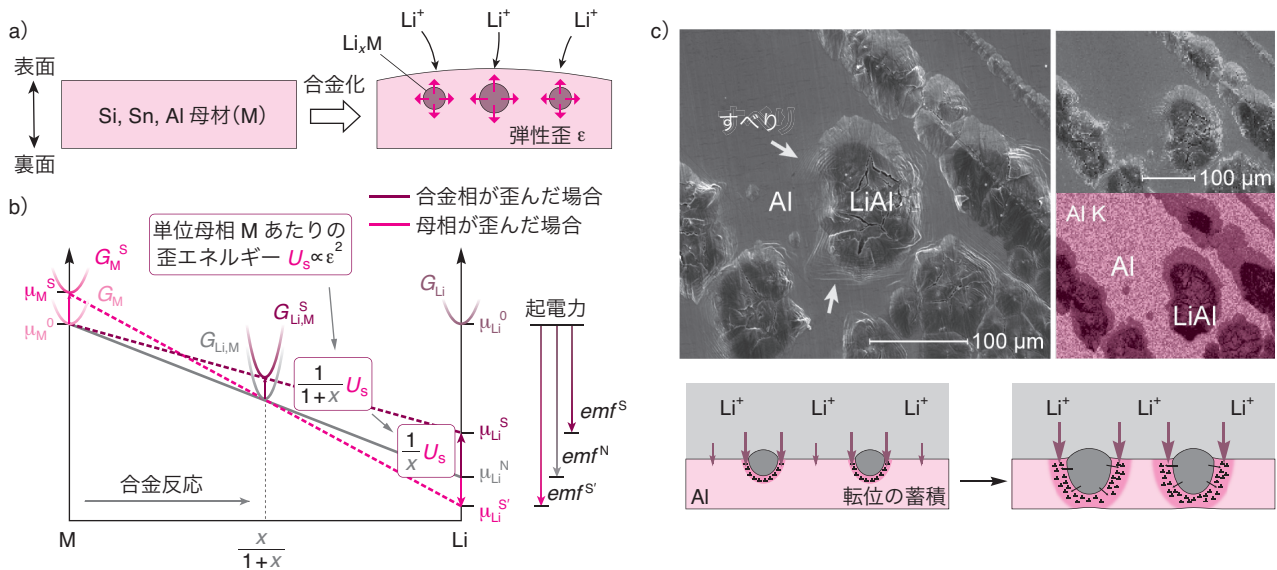 a)
表面
裏面
Si, Sn, Al 母材(M)
合金化
LixM
Li+
Li+
Li+
弾性歪 ε
b)
単位母相 M あたりの
歪エネルギー Us∝ε2
合金相が歪んだ場合
母相が歪んだ場合
GMS
μMS
GM
μM0
GLi,MS
GLi,M
GLi
μLi0
起電力
1/(1+x) Us
1/x Us
μLiS
μLiN
μLiS′
emfS
emfN
emfS′
合金反応
M
x/(1+x)
Li
c)
すべり
Al
LiAl
100 μm
100 μm
Al K
Al
LiAl
Li+
Li+
Li+
Al
転位の蓄積
Li+
Li+
Li+